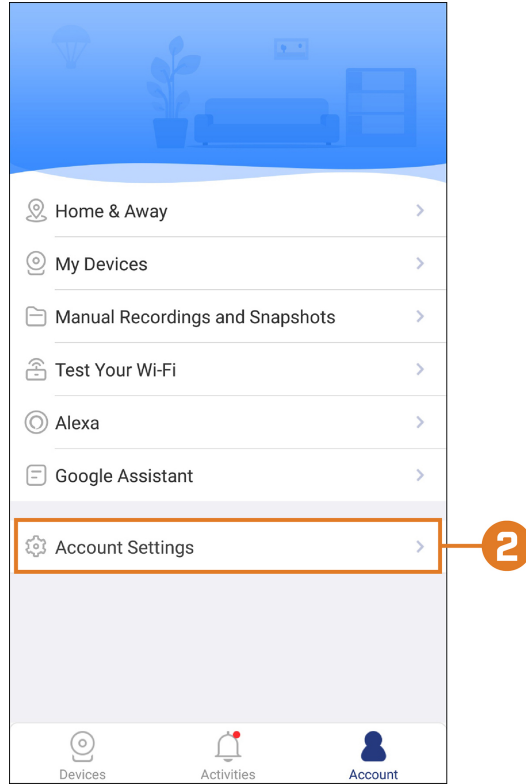 Home & Away
My Devices
Manual Recordings and Snapshots
Test Your Wi-Fi
Alexa
Google Assistant
Account Settings
2
Devices
Activities
Account